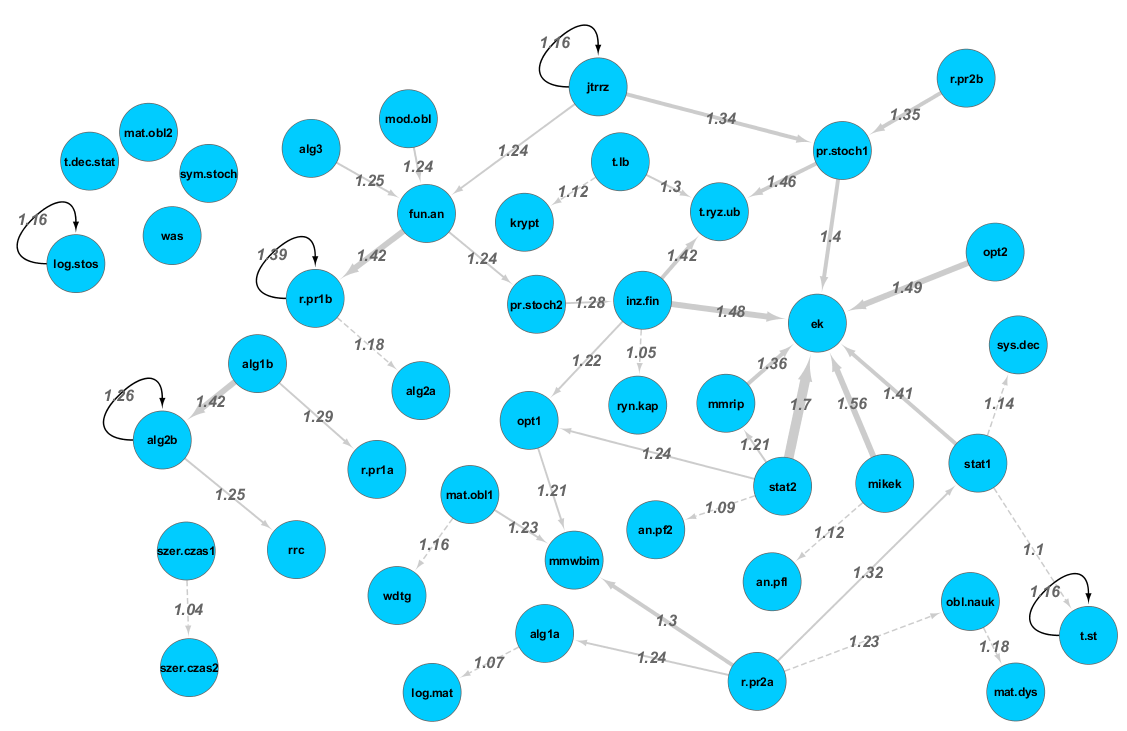 1.16
jtrrz
r.pr2b
mod.obl
mat.obl2
1.34
1.35
t.dec.stat
alg3
1.24
pr.stoch1
t.lb
1.24
sym.stoch
1.25
1.46
1.12
1.3
fun.an
t.ryz.ub
krypt
1.16
was
1.4
log.stos
1.39
1.42
1.24
1.42
opt2
r.pr1b
pr.stoch2
1.28
inz.fin
1.48
1.49
ek
1.18
1.22
1.05
sys.dec
alg1b
1.36
alg2a
1.26
1.42
1.29
ryn.kap
mmrip
1.7
1.56
1.41
1.14
opt1
alg2b
1.21
1.24
r.pr1a
stat1
stat2
mikek
mat.obl1
1.25
1.21
1.09
1.23
an.pf2
1.12
1.16
1.1
szer.czas1
rrc
mmwbim
1.32
an.pfl
wdtg
1.16
obl.nauk
1.04
1.3
alg1a
t.st
1.23
1.18
1.24
1.07
szer.czas2
r.pr2a
log.mat
mat.dys